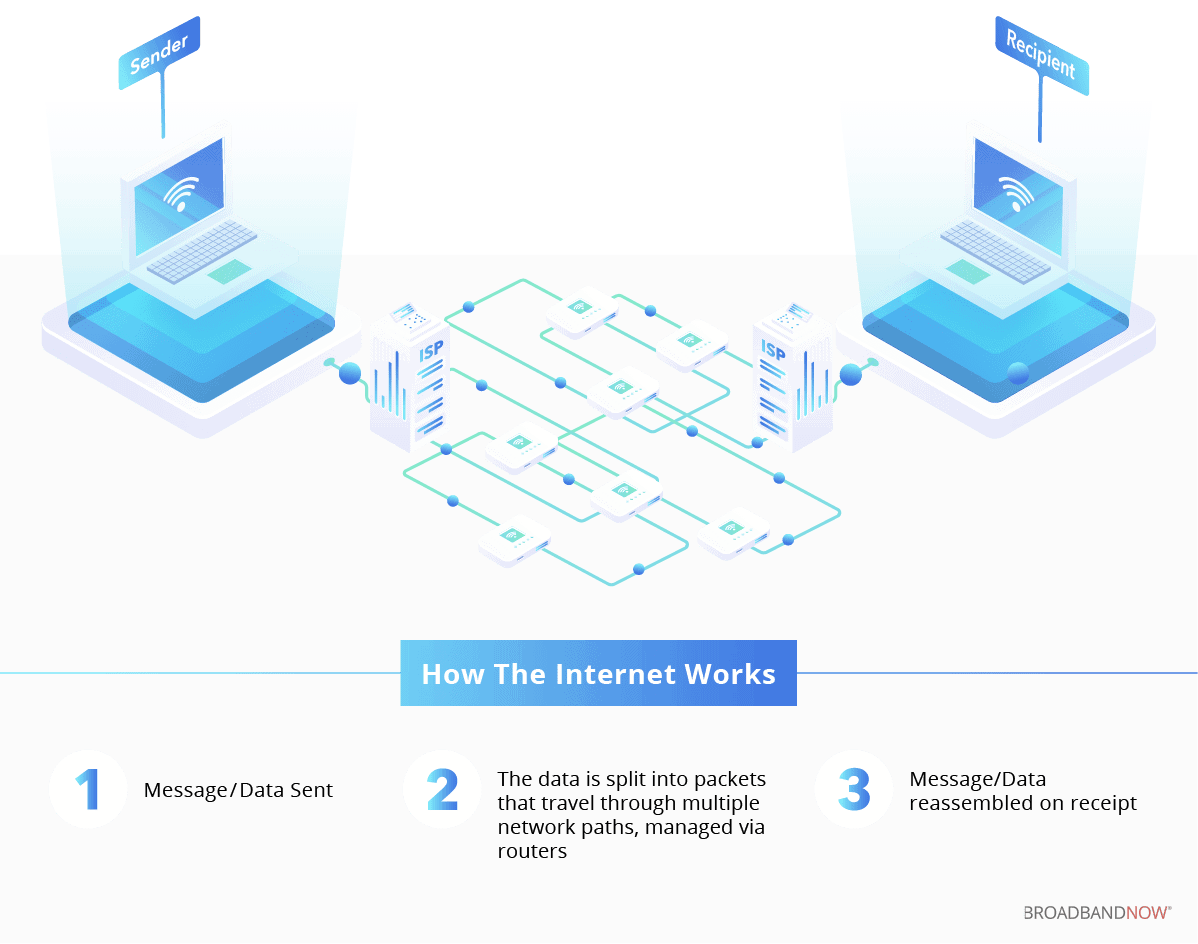 Sender
Recipient
ISP
ISP
How The Internet Works
1
Message/Data Sent
2
The data is split into packets
that travel through multiple
network paths, managed via
routers
3
Message/Data
reassembled on receipt
BROADBANDNOW®